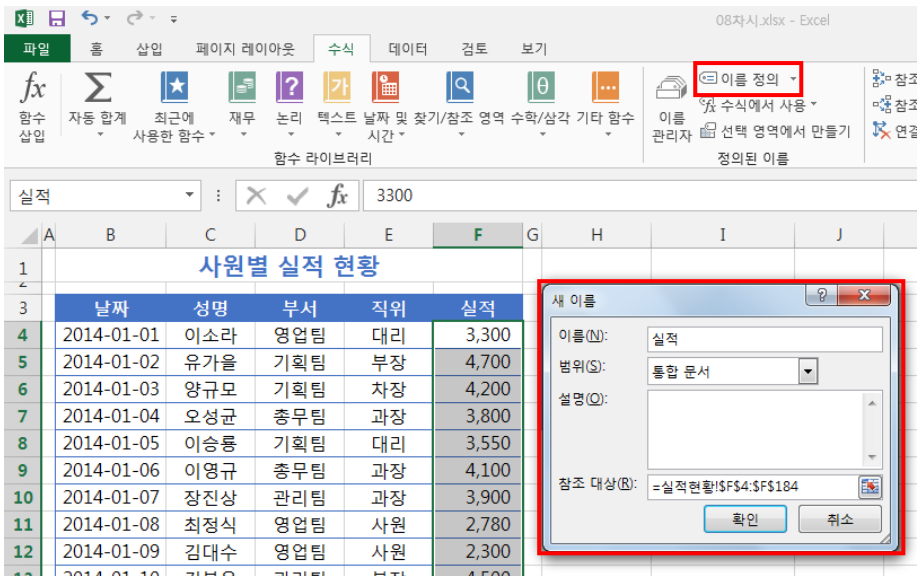 08차시.xlsx - Excel
파일 홈 삽입 페이지 레이아웃 수식 데이터 검토 보기
fx Σ ? 가 θ ... 이름 정의 참조
수식에서 사용 참조
함수 삽입 자동 합계 최근에 사용한 함수 재무 논리 텍스트 날짜 및 시간 찾기/참조 영역 수학/삼각 기타 함수 이름 관리자 선택 영역에서 만들기 연결
함수 라이브러리 정의된 이름
실적 fx 3300
A B C D E F G H I J
1 사원별 실적 현황
2
3 날짜 성명 부서 직위 실적
4 2014-01-01 이소라 영업팀 대리 3,300
5 2014-01-02 유가을 기획팀 부장 4,700
6 2014-01-03 양규모 기획팀 차장 4,200
7 2014-01-04 오성균 총무팀 과장 3,800
8 2014-01-05 이승룡 기획팀 대리 3,550
9 2014-01-06 이영규 총무팀 과장 4,100
10 2014-01-07 장진상 관리팀 과장 3,900
11 2014-01-08 최정식 영업팀 사원 2,780
12 2014-01-09 김대수 영업팀 사원 2,300
새 이름
이름(N): 실적
범위(S): 통합 문서
설명(O):
참조 대상(R): =실적현황!$F$4:$F$184
확인 취소